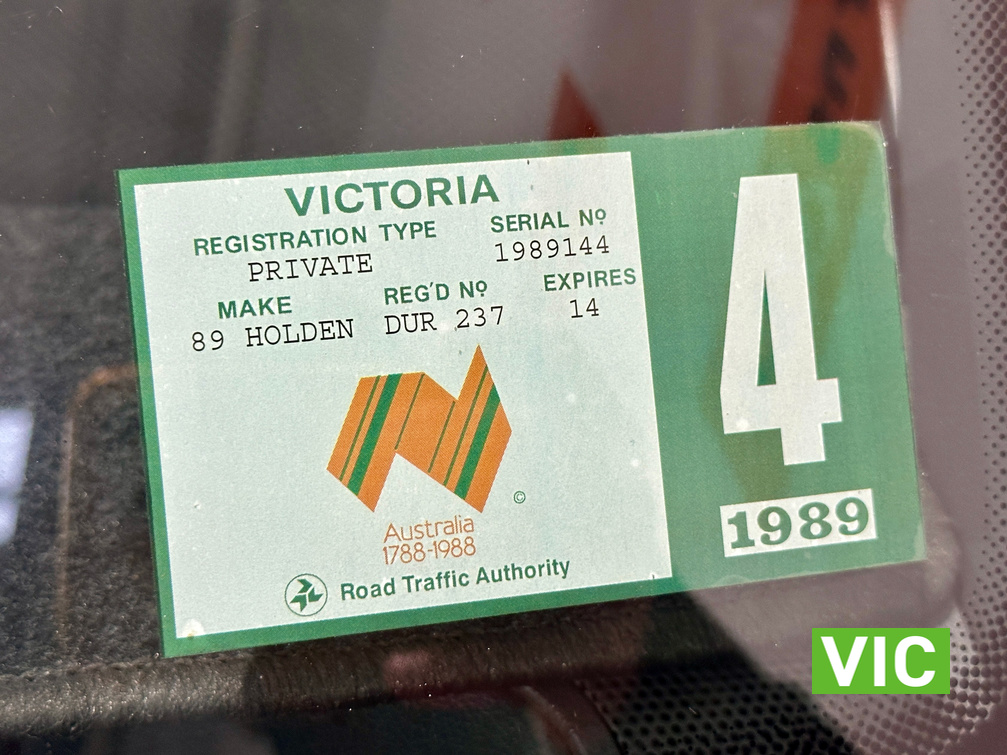 VICTORIA
REGISTRATION TYPE
SERIAL Nº
PRIVATE
1989144
MAKE
REG'D Nº
EXPIRES
89 HOLDEN
DUR 237
14
4
1989
©
Australia
1788-1988
Road Traffic Authority
VIC